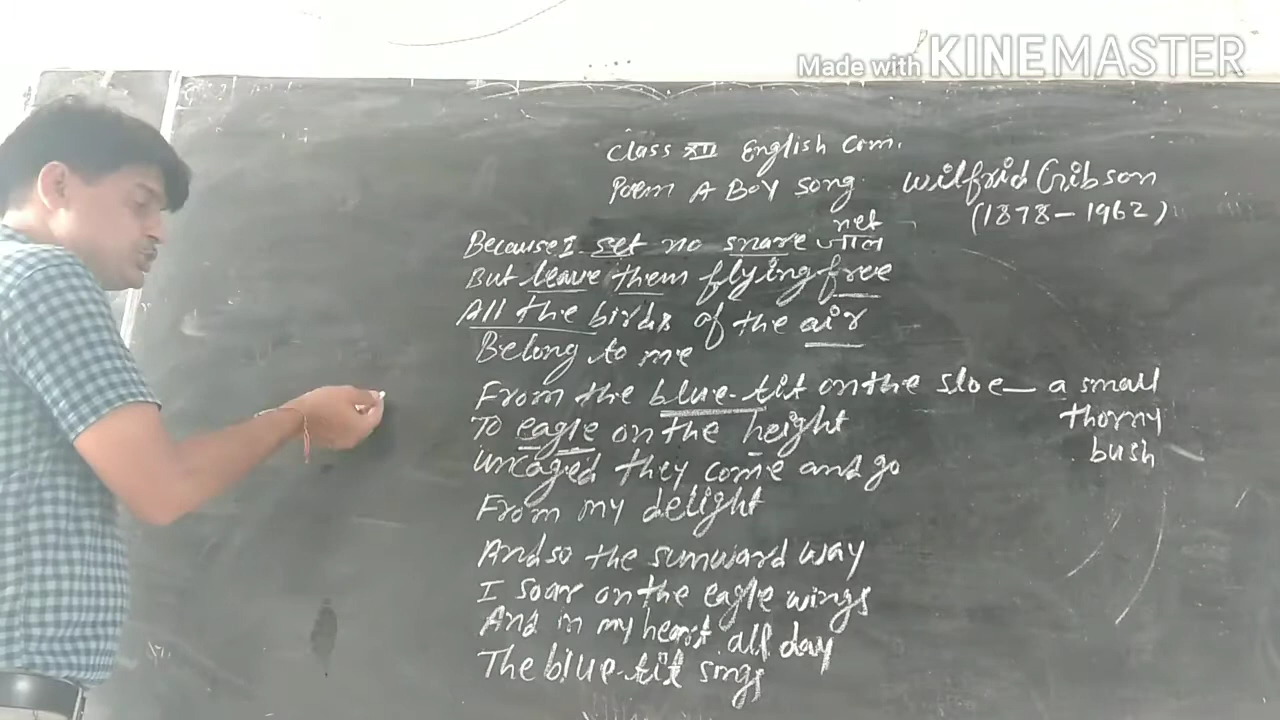 Made with KINEMASTER
Class XII English Com.
Poem A Boy song Wilfrid Gibson
(1878-1962)
net
Because I set no snare जाल
But leave them flying free
All the birds of the air
Belong to me
From the blue-tit on the sloe - a small
thorny
bush
To eagle on the height
uncaged they come and go
From my delight
And so the sunward way
I soar on the eagle wings
And in my heart all day
The blue-tit sings